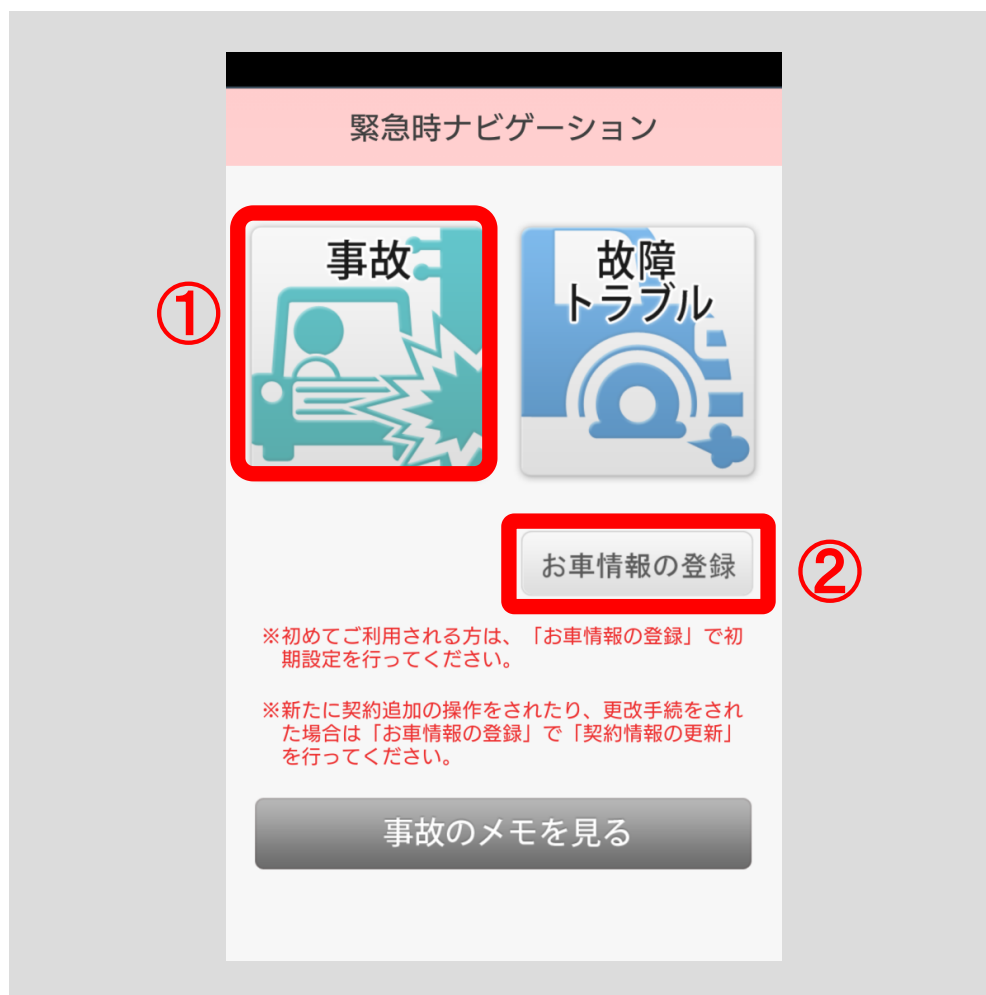 緊急時ナビゲーション
事故
故障
トラブル
①
お車情報の登録
②
※初めてご利用される方は、「お車情報の登録」で初
期設定を行ってください。
※新たに契約追加の操作をされたり、更改手続をされ
た場合は「お車情報の登録」で「契約情報の更新」
を行ってください。
事故のメモを見る